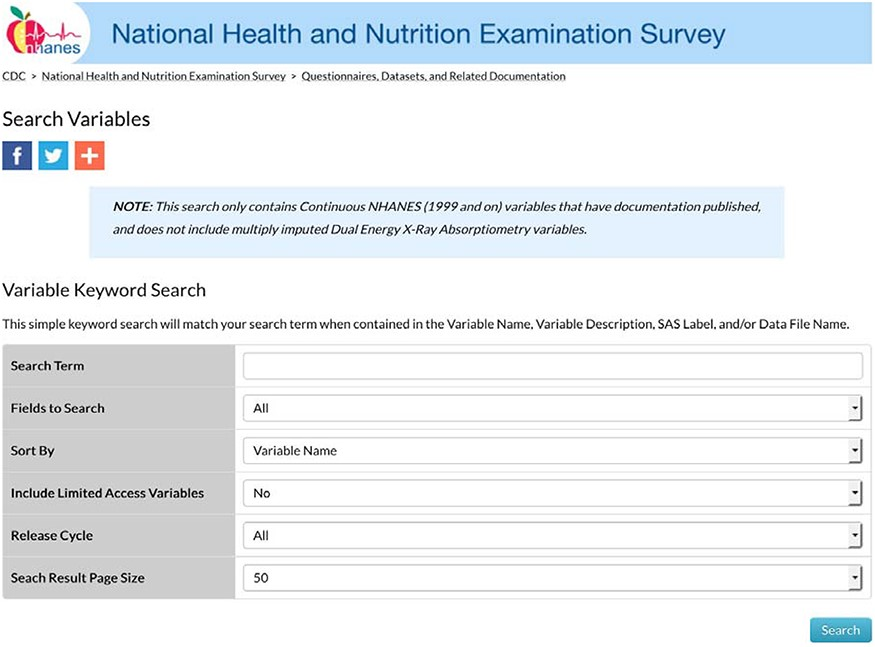 nhanes
National Health and Nutrition Examination Survey
CDC > National Health and Nutrition Examination Survey > Questionnaires, Datasets, and Related Documentation
Search Variables
NOTE: This search only contains Continuous NHANES (1999 and on) variables that have documentation published,
and does not include multiply imputed Dual Energy X-Ray Absorptiometry variables.
Variable Keyword Search
This simple keyword search will match your search term when contained in the Variable Name, Variable Description, SAS Label, and/or Data File Name.
Search Term
Fields to Search All
Sort By Variable Name
Include Limited Access Variables No
Release Cycle All
Seach Result Page Size 50
Search